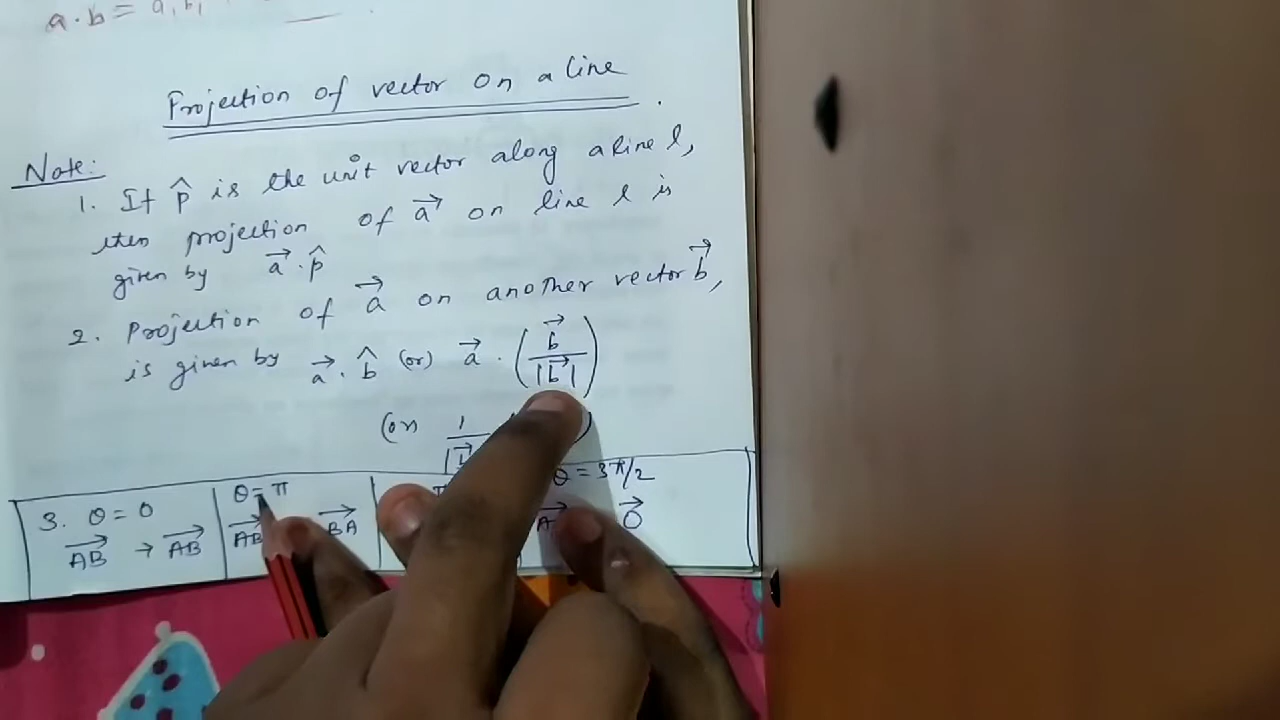 a · b = a₁b₁
Projection of vector on a line
Note:
1. If p̂ is the unit vector along a line l,
then projection of a⃗ on line l is
given by a⃗ · p̂
2. Projection of a⃗ on another vector b⃗,
is given by a⃗ · b̂ (or) a⃗ · (b⃗ / |b⃗|)
(or 1
3. θ = 0 θ = π θ = 3π/2
AB⃗ → AB⃗ AB⃗ BA⃗ 0⃗